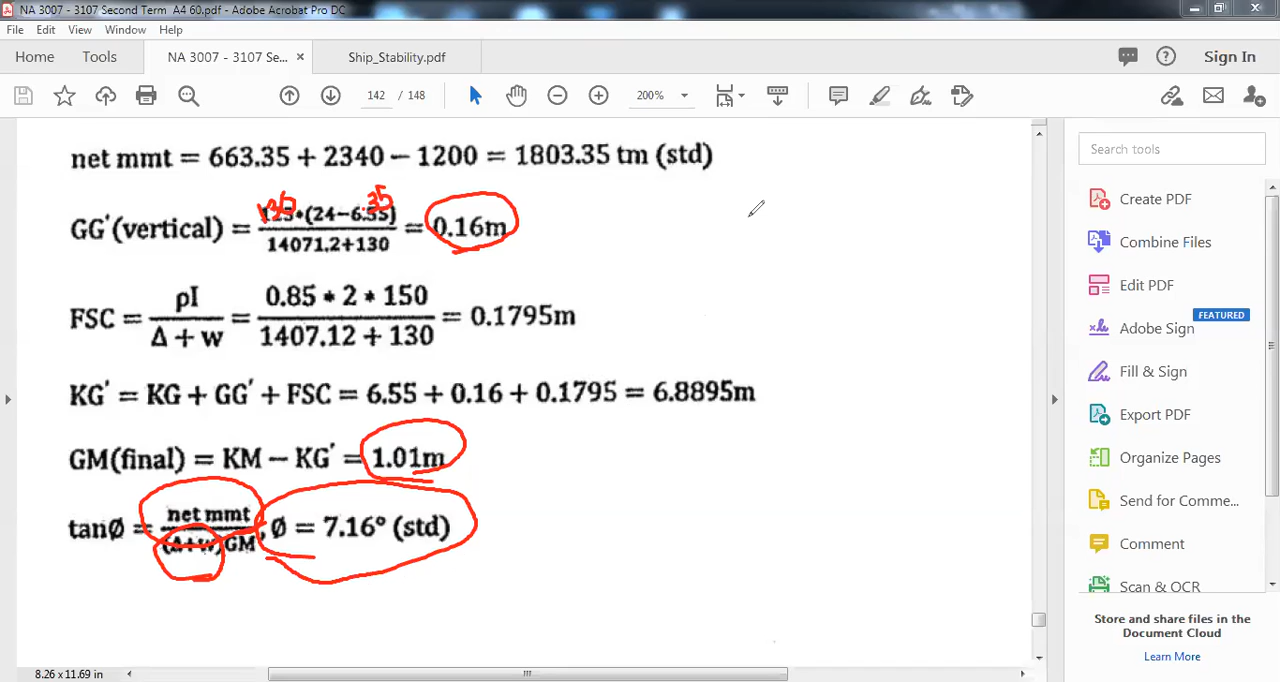 NA 3007 - 3107 Second Term A4 60.pdf - Adobe Acrobat Pro DC
File Edit View Window Help
Home Tools NA 3007 - 3107 Se... × Ship_Stability.pdf Sign In
142 / 148 200%
net mmt = 663.35 + 2340 − 1200 = 1803.35 tm (std)
130 35
GG′(vertical) = •(24−6.55) / 14071.2+130 = 0.16m
FSC = ρI / Δ + w = 0.85 * 2 * 150 / 1407.12 + 130 = 0.1795m
KG′ = KG + GG′ + FSC = 6.55 + 0.16 + 0.1795 = 6.8895m
GM(final) = KM − KG′ = 1.01m
tanØ = net mmt / (Δ+w)GM, Ø = 7.16° (std)
8.26 x 11.69 in
Search tools
Create PDF
Combine Files
Edit PDF
FEATURED
Adobe Sign
Fill & Sign
Export PDF
Organize Pages
Send for Comme...
Comment
Scan & OCR
Store and share files in the
Document Cloud
Learn More